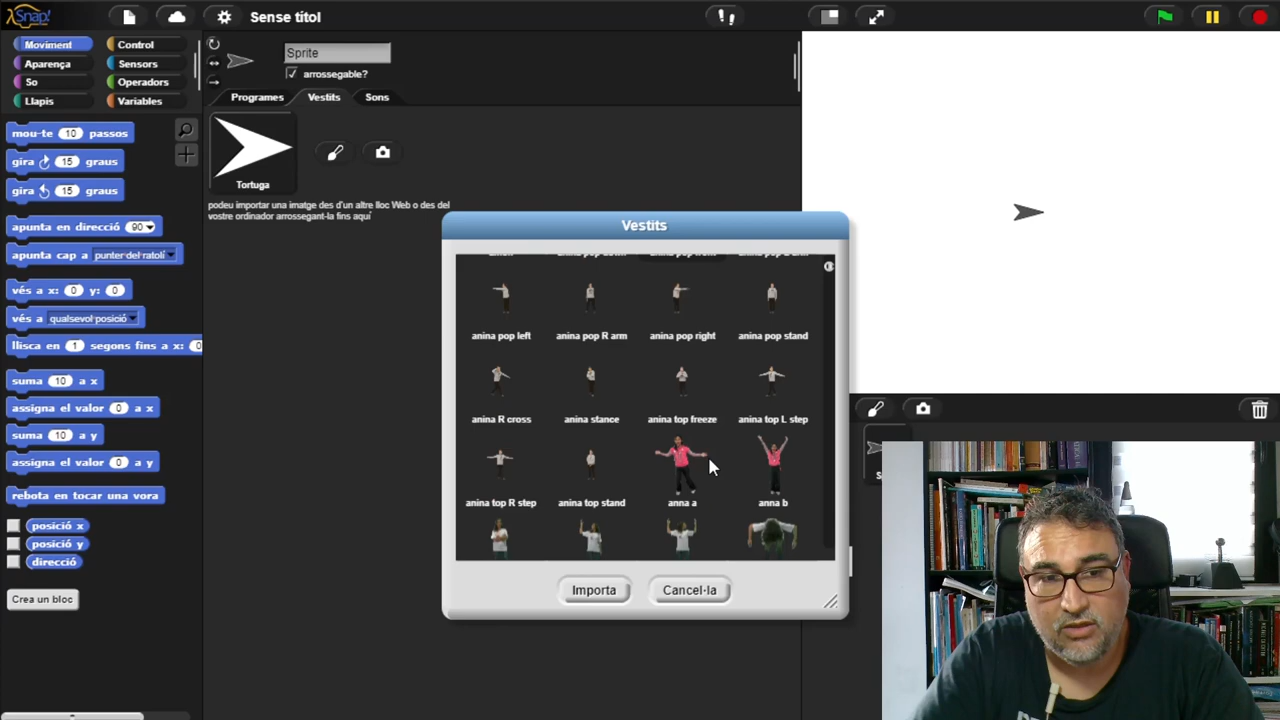 Snap!
Sense títol
Moviment
Control
Aparença
Sensors
So
Operadors
Llapis
Variables
mou-te 10 passos
gira 15 graus
gira 15 graus
apunta en direcció 90
apunta cap a punter del ratolí
vés a x: 0 y: 0
vés a qualsevol posició
llisca en 1 segons fins a x: 0
suma 10 a x
assigna el valor 0 a x
suma 10 a y
assigna el valor 0 a y
rebota en tocar una vora
posició x
posició y
direcció
Crea un bloc
Sprite
arrossegable?
Programes
Vestits
Sons
Tortuga
podeu importar una imatge des d'un altre lloc Web o des del
vostre ordinador arrossegant-la fins aquí
Vestits
anina pop left
anina pop R arm
anina pop right
anina pop stand
anina R cross
anina stance
anina top freeze
anina top L step
anina top R step
anina top stand
anna a
anna b
Importa
Cancel·la